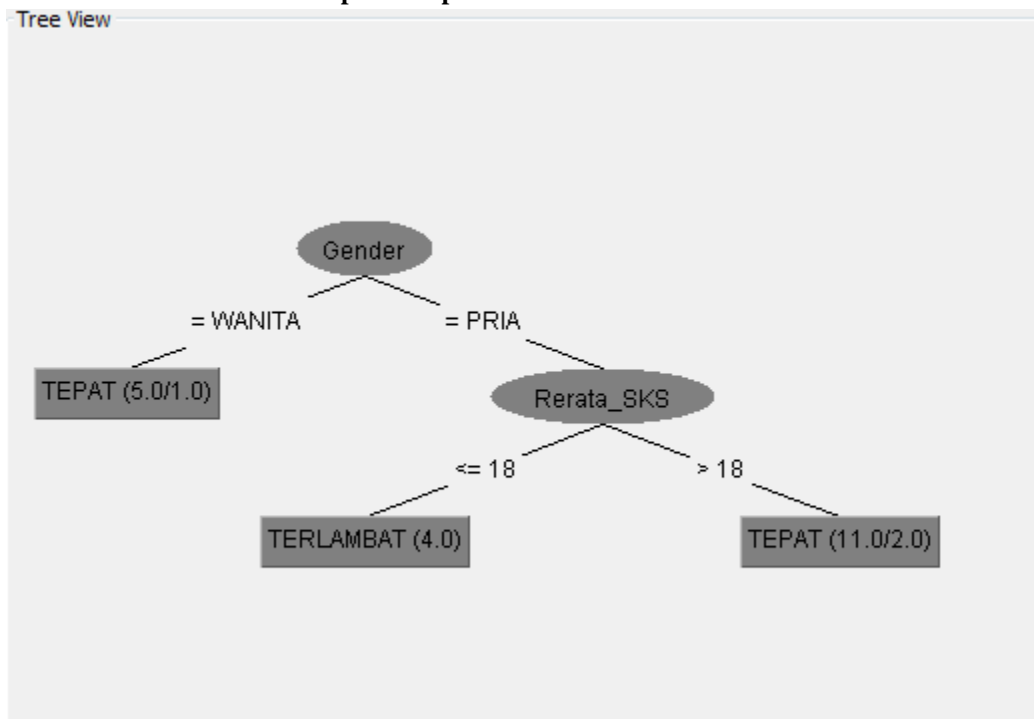 Tree View
Gender
= WANITA
= PRIA
TEPAT (5.0/1.0)
Rerata_SKS
<= 18
> 18
TERLAMBAT (4.0)
TEPAT (11.0/2.0)